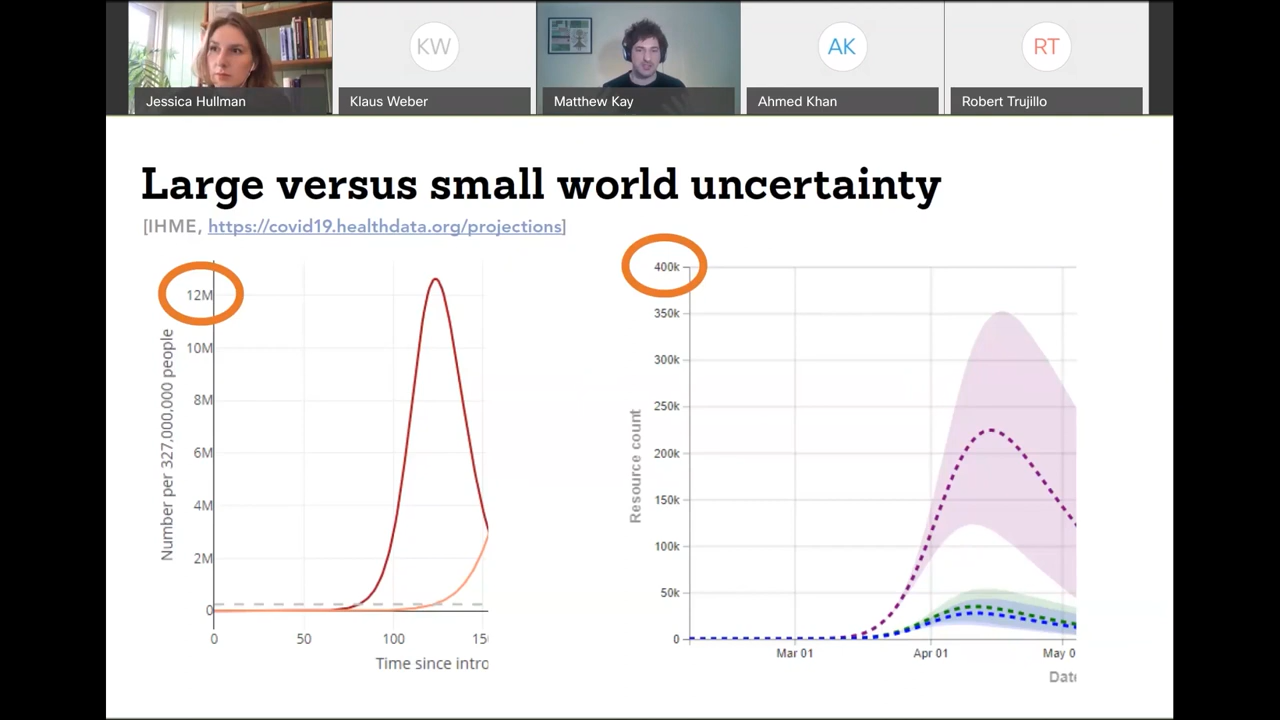 KW
AK
RT
Jessica Hullman
Klaus Weber
Matthew Kay
Ahmed Khan
Robert Trujillo
Large versus small world uncertainty
[IHME, https://covid19.healthdata.org/projections]
12M
10M
8M
6M
4M
2M
0
Number per 327,000,000 people
0
50
100
15
Time since intro
400k
350k
300k
250k
200k
150k
100k
50k
0
Resource count
Mar 01
Apr 01
May 0
Date